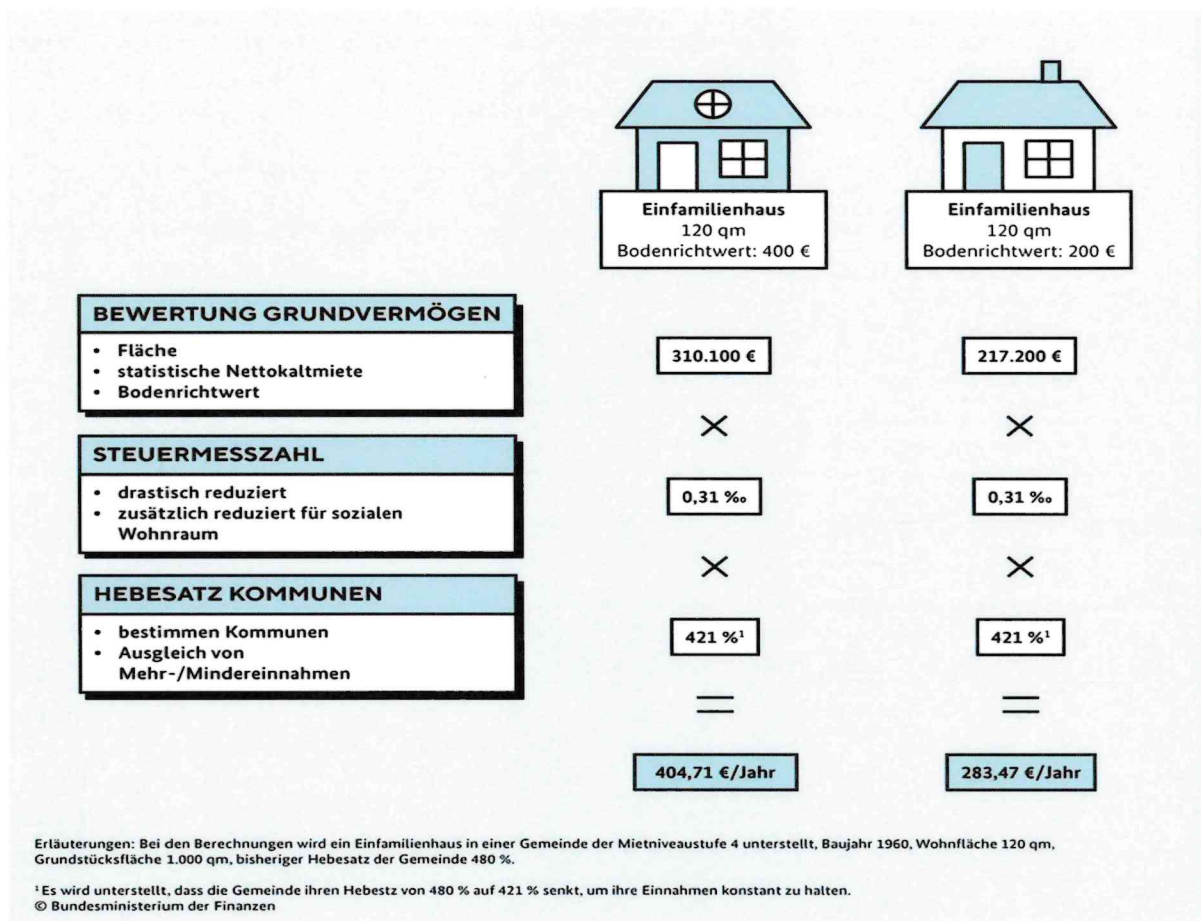 Einfamilienhaus
120 qm
Bodenrichtwert: 400 €
Einfamilienhaus
120 qm
Bodenrichtwert: 200 €
BEWERTUNG GRUNDVERMÖGEN
• Fläche
• statistische Nettokaltmiete
• Bodenrichtwert
310.100 €
217.200 €
×
×
STEUERMESSZAHL
• drastisch reduziert
• zusätzlich reduziert für sozialen
Wohnraum
0,31 ‰
0,31 ‰
×
×
HEBESATZ KOMMUNEN
• bestimmen Kommunen
• Ausgleich von
Mehr-/Mindereinnahmen
421 %¹
421 %¹
=
=
404,71 €/Jahr
283,47 €/Jahr
Erläuterungen: Bei den Berechnungen wird ein Einfamilienhaus in einer Gemeinde der Mietniveaustufe 4 unterstellt, Baujahr 1960, Wohnfläche 120 qm,
Grundstücksfläche 1.000 qm, bisheriger Hebesatz der Gemeinde 480 %.
¹ Es wird unterstellt, dass die Gemeinde ihren Hebestz von 480 % auf 421 % senkt, um ihre Einnahmen konstant zu halten.
© Bundesministerium der Finanzen